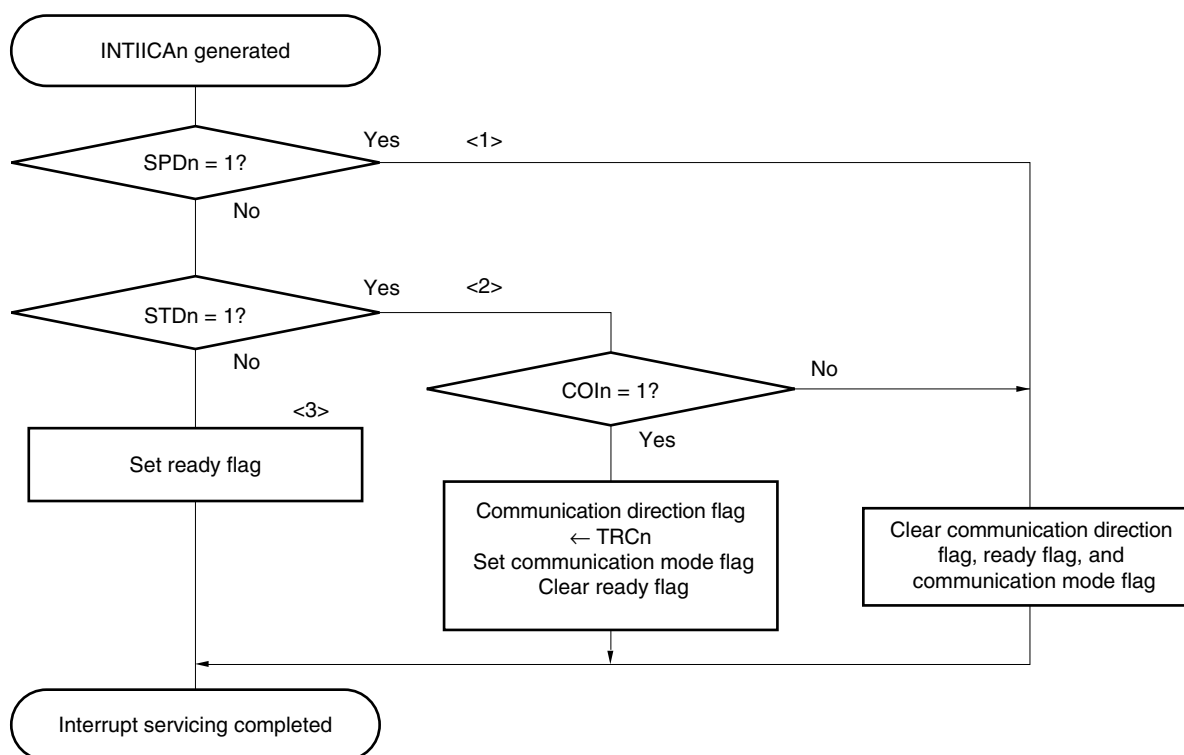 INTIICAn generated
Yes
<1>
SPDn = 1?
No
Yes
<2>
STDn = 1?
No
No
COIn = 1?
<3>
Yes
Set ready flag
Communication direction flag
← TRCn
Set communication mode flag
Clear ready flag
Clear communication direction
flag, ready flag, and
communication mode flag
Interrupt servicing completed